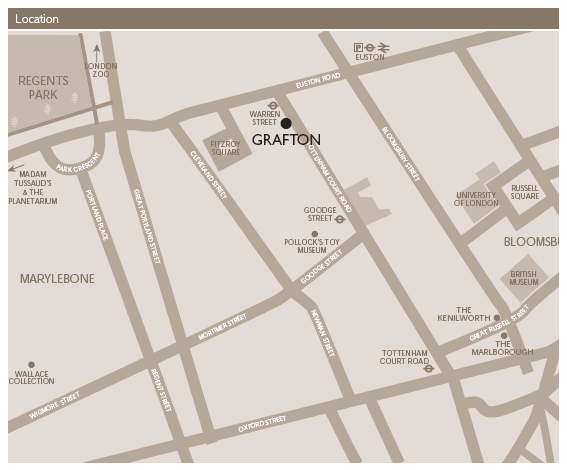 Location
LONDON
ZOO
P
EUSTON
REGENTS
PARK
EUSTON ROAD
WARREN
STREET
GRAFTON
FITZROY
SQUARE
PARK CRESCENT
CLEVELAND STREET
TOTTENHAM COURT ROAD
BLOOMSBURY STREET
MADAM
TUSSAUD'S
& THE
PLANETARIUM
PORTLAND PLACE
GREAT PORTLAND STREET
UNIVERSITY
OF LONDON
RUSSELL
SQUARE
GOODGE
STREET
POLLOCK'S TOY
MUSEUM
BLOOMSBU
GOODGE STREET
MARYLEBONE
BRITISH
MUSEUM
MORTIMER STREET
NEWMAN STREET
THE
KENILWORTH
GREAT RUSSELL STREET
THE
MARLBOROUGH
TOTTENHAM
COURT ROAD
WALLACE
COLLECTION
REGENT STREET
WIGMORE STREET
OXFORD STREET